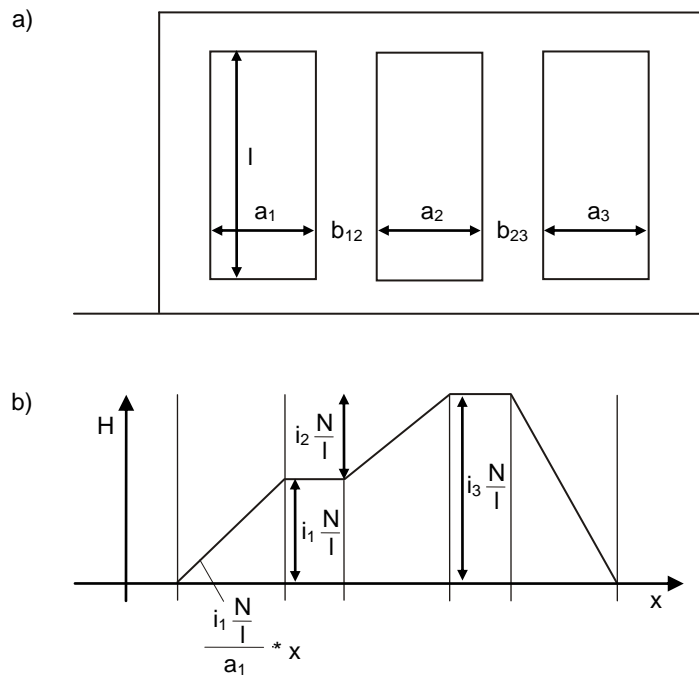 a)
l
a1
b12
a2
b23
a3
b)
H
i2 N/l
i1 N/l
i3 N/l
x
i1 N/l
a1 * x